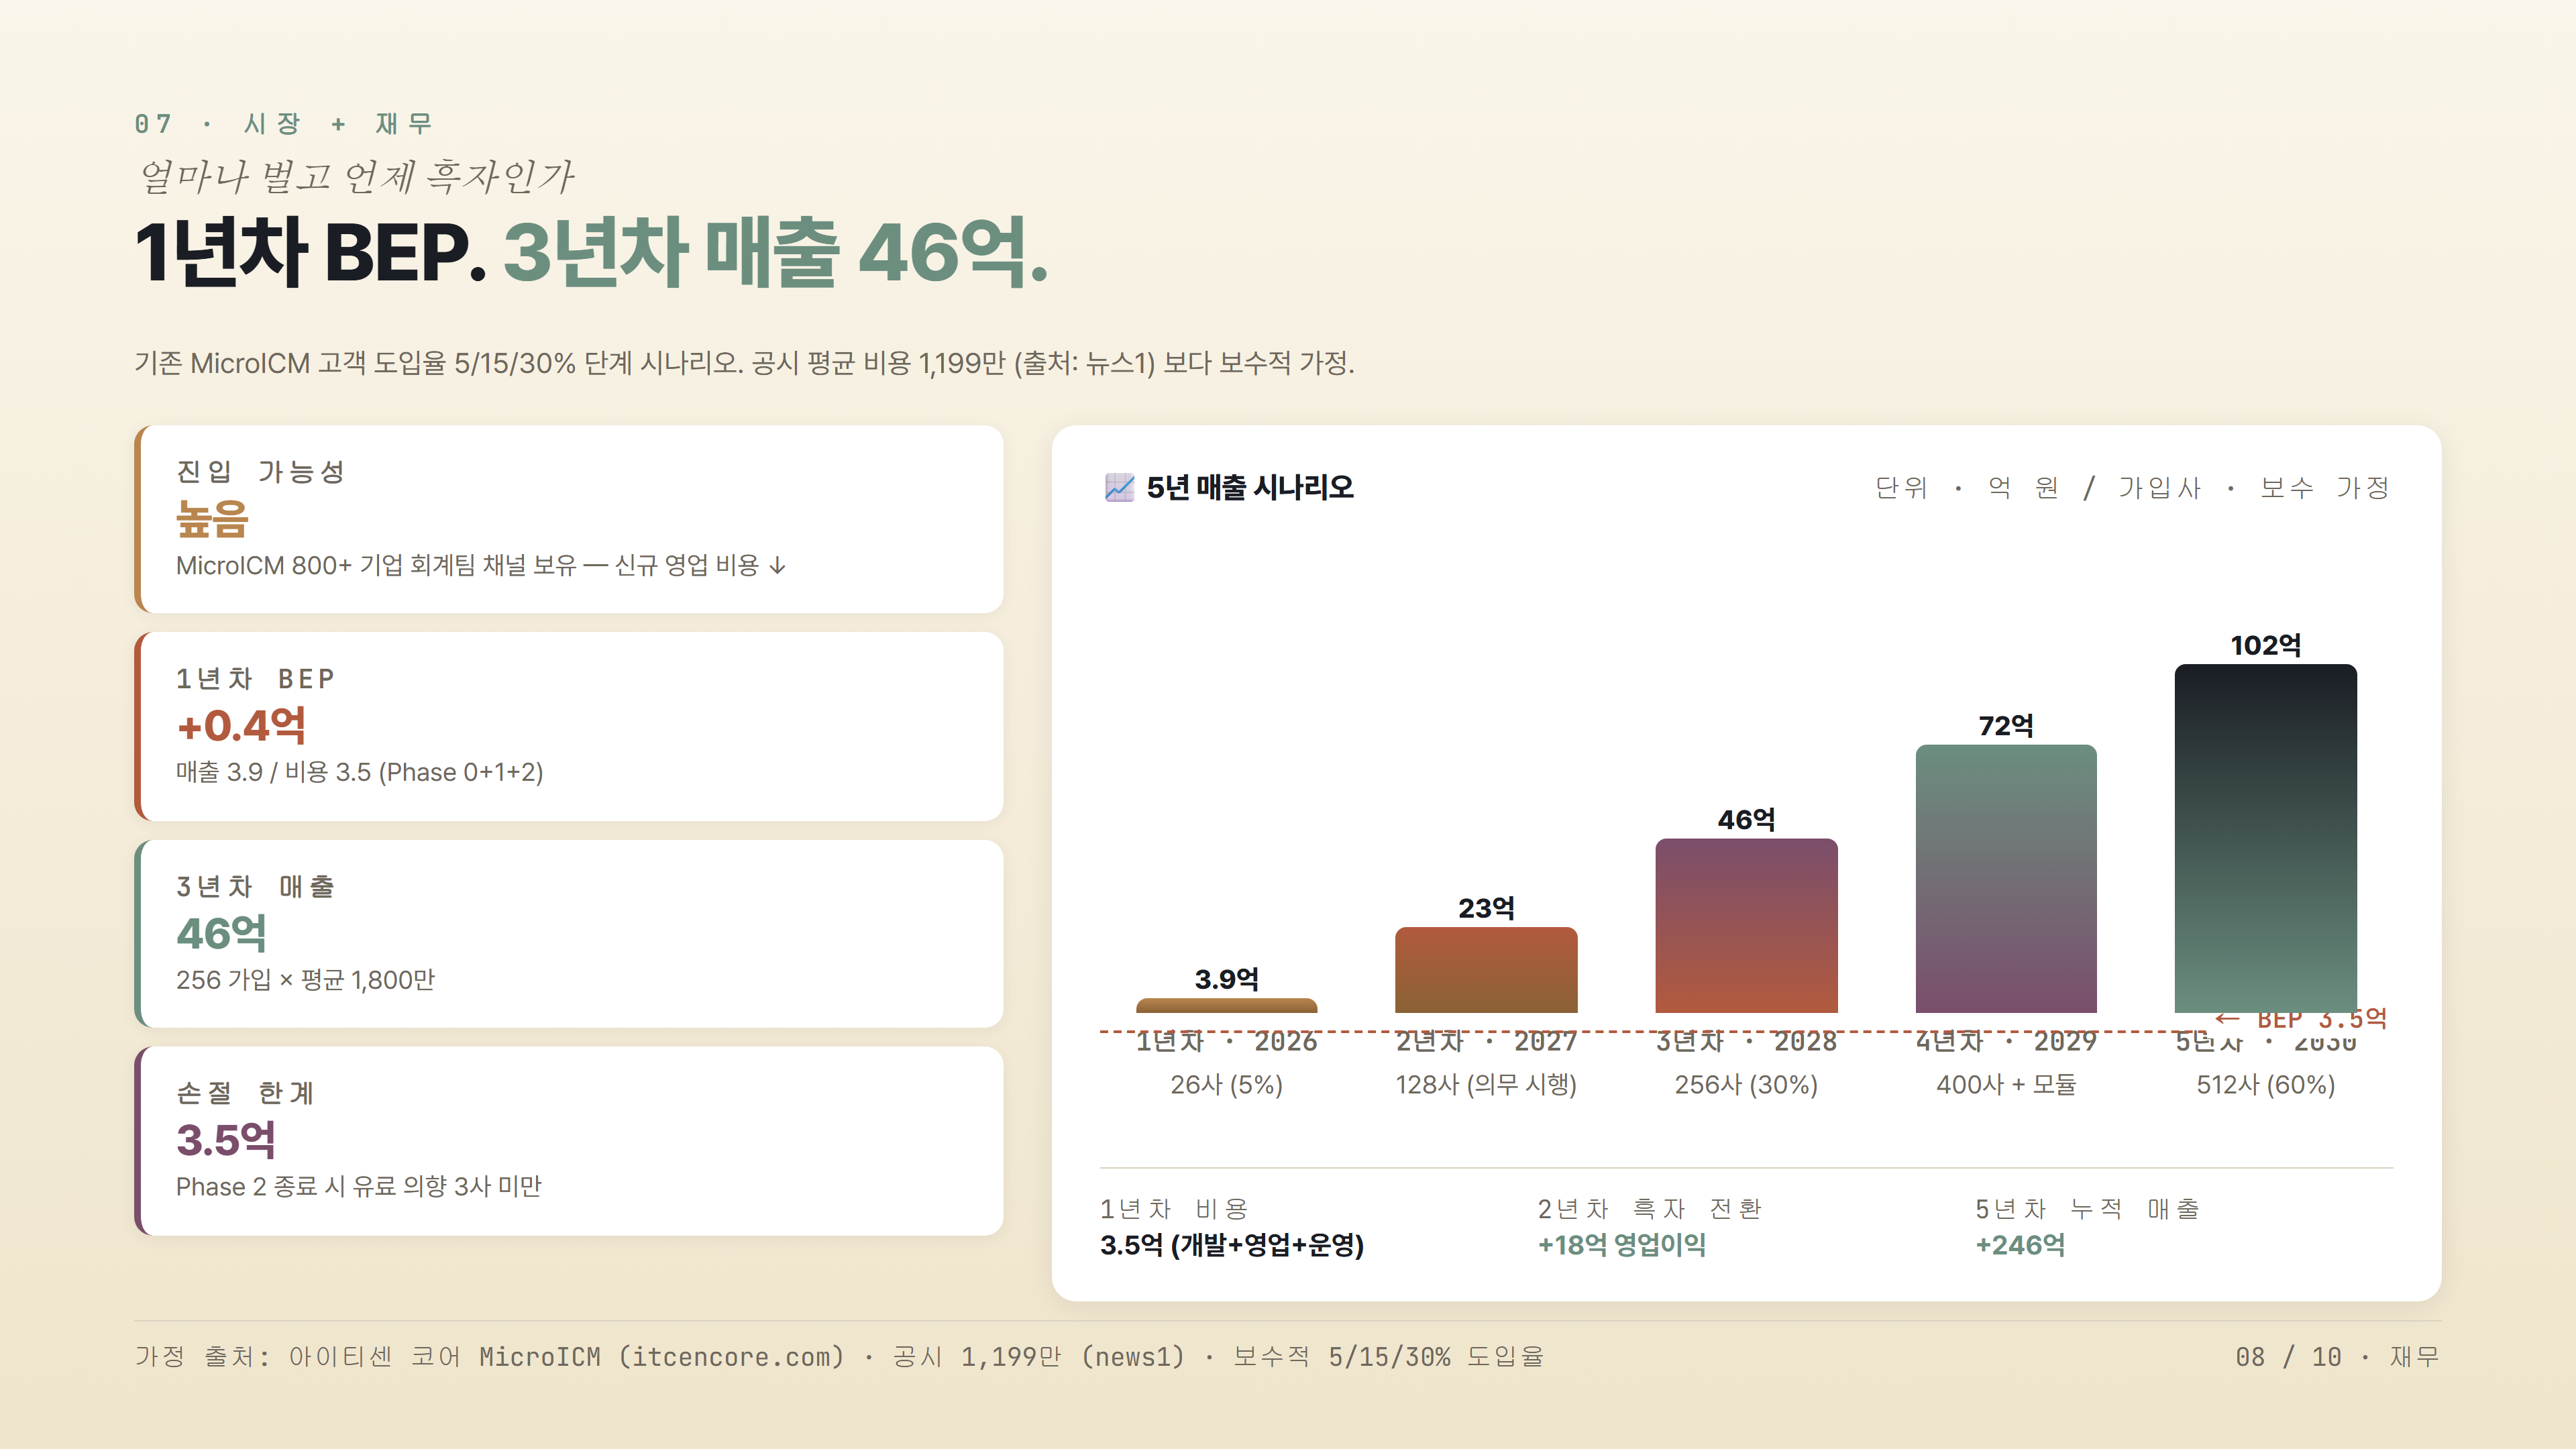 07 · 시장 + 재무
얼마나 벌고 언제 흑자인가
1년차 BEP. 3년차 매출 46억.
기존 MicroICM 고객 도입율 5/15/30% 단계 시나리오. 공시 평균 비용 1,199만 (출처: 뉴스1) 보다 보수적 가정.
진입 가능성
높음
MicroICM 800+ 기업 회계팀 채널 보유 — 신규 영업 비용 ↓
1년차 BEP
+0.4억
매출 3.9 / 비용 3.5 (Phase 0+1+2)
3년차 매출
46억
256 가입 × 평균 1,800만
손절 한계
3.5억
Phase 2 종료 시 유료 의향 3사 미만
📈 5년 매출 시나리오
단위 · 억 원 / 가입사 · 보수 가정
3.9억
23억
46억
72억
102억
← BEP 3.5억
1년차 · 2026
2년차 · 2027
3년차 · 2028
4년차 · 2029
5년차 · 2030
26사 (5%)
128사 (의무 시행)
256사 (30%)
400사 + 모듈
512사 (60%)
1년차 비용
3.5억 (개발+영업+운영)
2년차 흑자 전환
+18억 영업이익
5년차 누적 매출
+246억
가정 출처: 아이티센 코어 MicroICM (itcencore.com) · 공시 1,199만 (news1) · 보수적 5/15/30% 도입율
08 / 10 · 재무